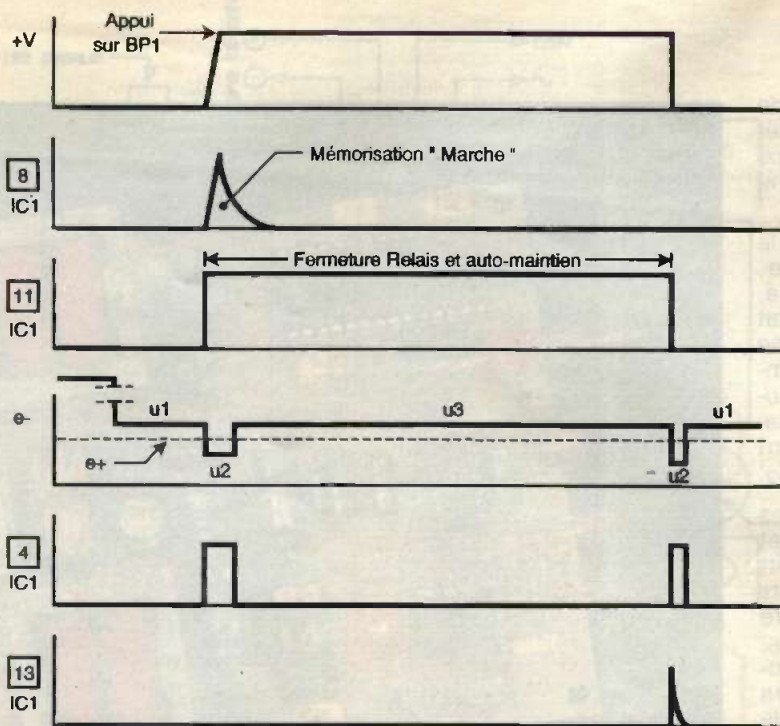 Appui
sur BP1
+V
Mémorisation " Marche "
8
IC1
Fermeture Relais et auto-maintien
11
IC1
e-
u1
u3
u1
e+
u2
u2
4
IC1
13
IC1